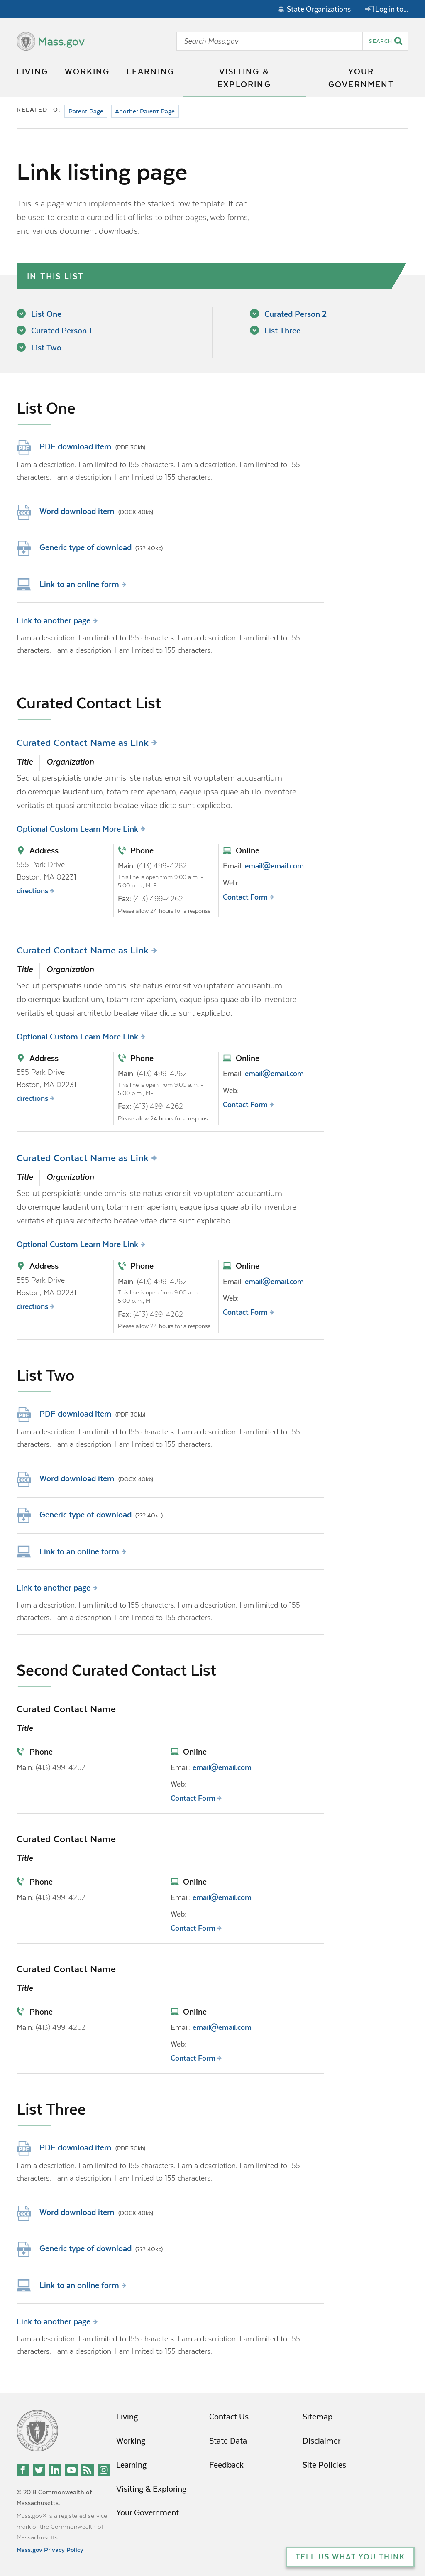 State Organizations
Log in to...
Mass.gov
Search Mass.gov
SEARCH
LIVING
WORKING
LEARNING
VISITING &
EXPLORING
YOUR
GOVERNMENT
RELATED TO:
Parent Page
Another Parent Page
Link listing page
This is a page which implements the stacked row template. It can
be used to create a curated list of links to other pages, web forms,
and various document downloads.
IN THIS LIST
List One
Curated Person 1
List Two
Curated Person 2
List Three
List One
PDF download item (PDF 30kb)
I am a description. I am limited to 155 characters. I am a description. I am limited to 155
characters. I am a description. I am limited to 155 characters.
Word download item (DOCX 40kb)
Generic type of download (??? 40kb)
Link to an online form
Link to another page
I am a description. I am limited to 155 characters. I am a description. I am limited to 155
characters. I am a description. I am limited to 155 characters.
Curated Contact List
Curated Contact Name as Link
Title Organization
Sed ut perspiciatis unde omnis iste natus error sit voluptatem accusantium
doloremque laudantium, totam rem aperiam, eaque ipsa quae ab illo inventore
veritatis et quasi architecto beatae vitae dicta sunt explicabo.
Optional Custom Learn More Link
Address
555 Park Drive
Boston, MA 02231
directions
Phone
Main: (413) 499-4262
This line is open from 9:00 a.m. -
5:00 p.m., M-F
Fax: (413) 499-4262
Please allow 24 hours for a response
Online
Email: email@email.com
Web:
Contact Form
Curated Contact Name as Link
Title Organization
Sed ut perspiciatis unde omnis iste natus error sit voluptatem accusantium
doloremque laudantium, totam rem aperiam, eaque ipsa quae ab illo inventore
veritatis et quasi architecto beatae vitae dicta sunt explicabo.
Optional Custom Learn More Link
Address
555 Park Drive
Boston, MA 02231
directions
Phone
Main: (413) 499-4262
This line is open from 9:00 a.m. -
5:00 p.m., M-F
Fax: (413) 499-4262
Please allow 24 hours for a response
Online
Email: email@email.com
Web:
Contact Form
Curated Contact Name as Link
Title Organization
Sed ut perspiciatis unde omnis iste natus error sit voluptatem accusantium
doloremque laudantium, totam rem aperiam, eaque ipsa quae ab illo inventore
veritatis et quasi architecto beatae vitae dicta sunt explicabo.
Optional Custom Learn More Link
Address
555 Park Drive
Boston, MA 02231
directions
Phone
Main: (413) 499-4262
This line is open from 9:00 a.m. -
5:00 p.m., M-F
Fax: (413) 499-4262
Please allow 24 hours for a response
Online
Email: email@email.com
Web:
Contact Form
List Two
PDF download item (PDF 30kb)
I am a description. I am limited to 155 characters. I am a description. I am limited to 155
characters. I am a description. I am limited to 155 characters.
Word download item (DOCX 40kb)
Generic type of download (??? 40kb)
Link to an online form
Link to another page
I am a description. I am limited to 155 characters. I am a description. I am limited to 155
characters. I am a description. I am limited to 155 characters.
Second Curated Contact List
Curated Contact Name
Title
Phone
Main: (413) 499-4262
Online
Email: email@email.com
Web:
Contact Form
Curated Contact Name
Title
Phone
Main: (413) 499-4262
Online
Email: email@email.com
Web:
Contact Form
Curated Contact Name
Title
Phone
Main: (413) 499-4262
Online
Email: email@email.com
Web:
Contact Form
List Three
PDF download item (PDF 30kb)
I am a description. I am limited to 155 characters. I am a description. I am limited to 155
characters. I am a description. I am limited to 155 characters.
Word download item (DOCX 40kb)
Generic type of download (??? 40kb)
Link to an online form
Link to another page
I am a description. I am limited to 155 characters. I am a description. I am limited to 155
characters. I am a description. I am limited to 155 characters.
© 2018 Commonwealth of
Massachusetts.
Mass.gov® is a registered service
mark of the Commonwealth of
Massachusetts.
Mass.gov Privacy Policy
Living
Working
Learning
Visiting & Exploring
Your Government
Contact Us
State Data
Feedback
Sitemap
Disclaimer
Site Policies
TELL US WHAT YOU THINK